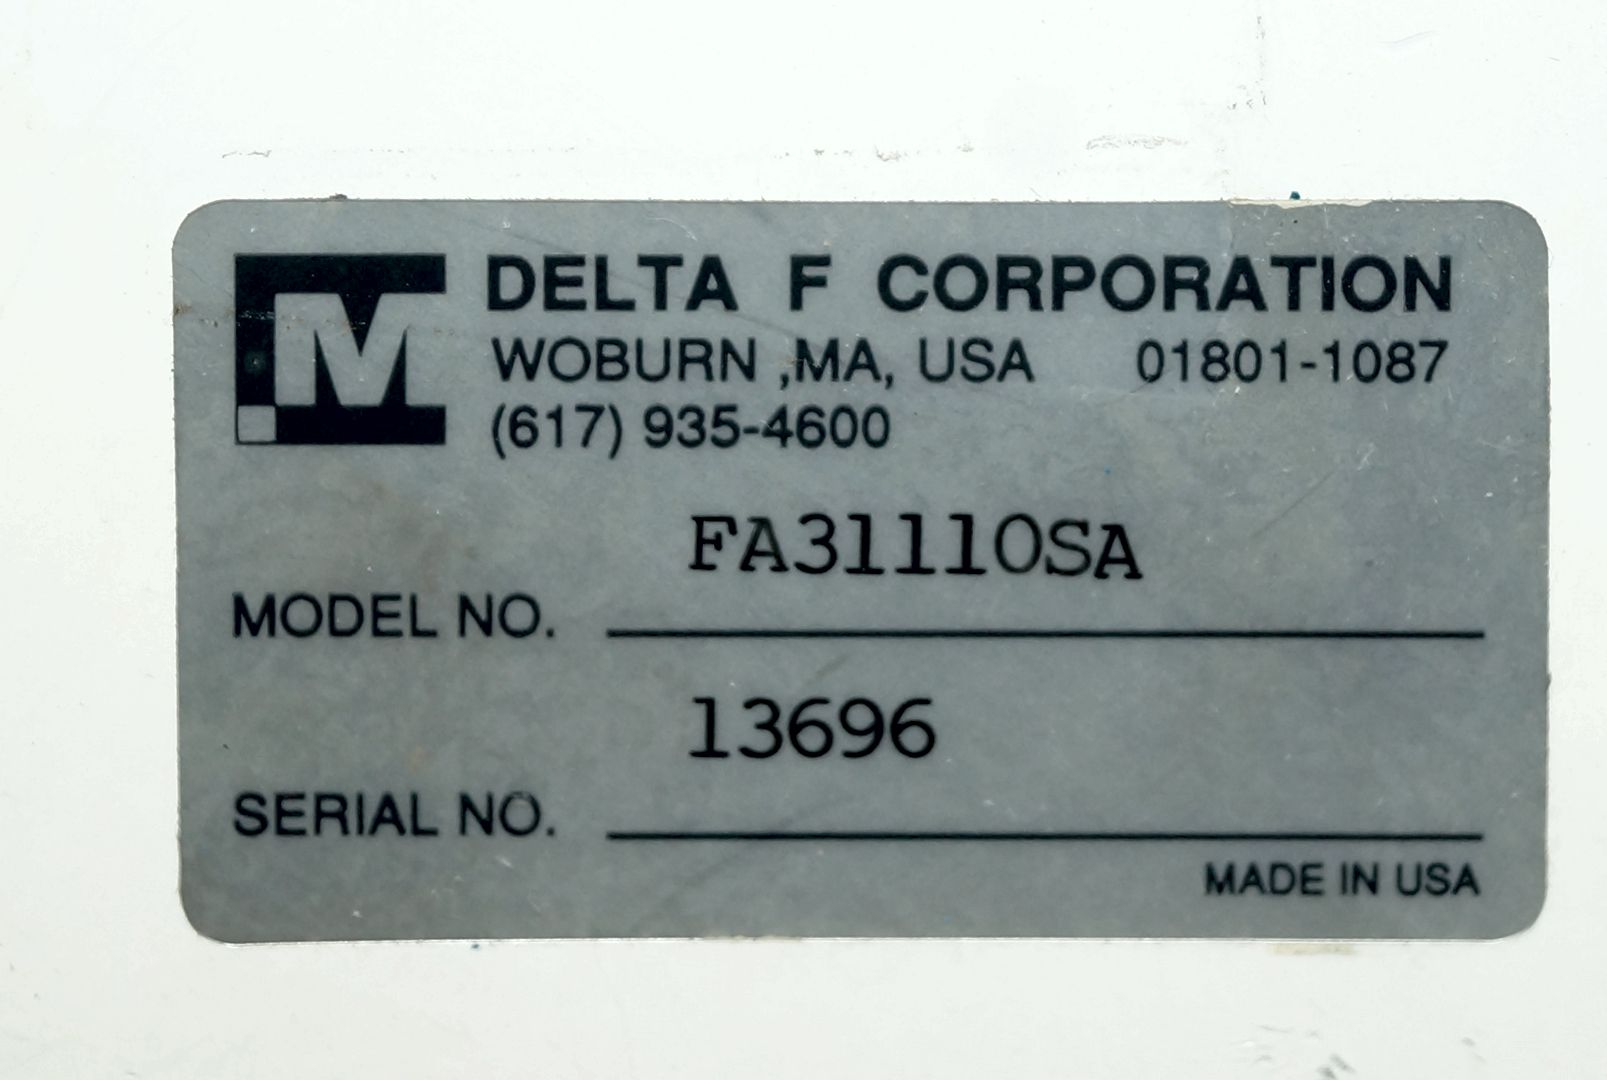 M
DELTA F CORPORATION
WOBURN ,MA, USA 01801-1087
(617) 935-4600
FA31110SA
MODEL NO.
13696
SERIAL NO.
MADE IN USA